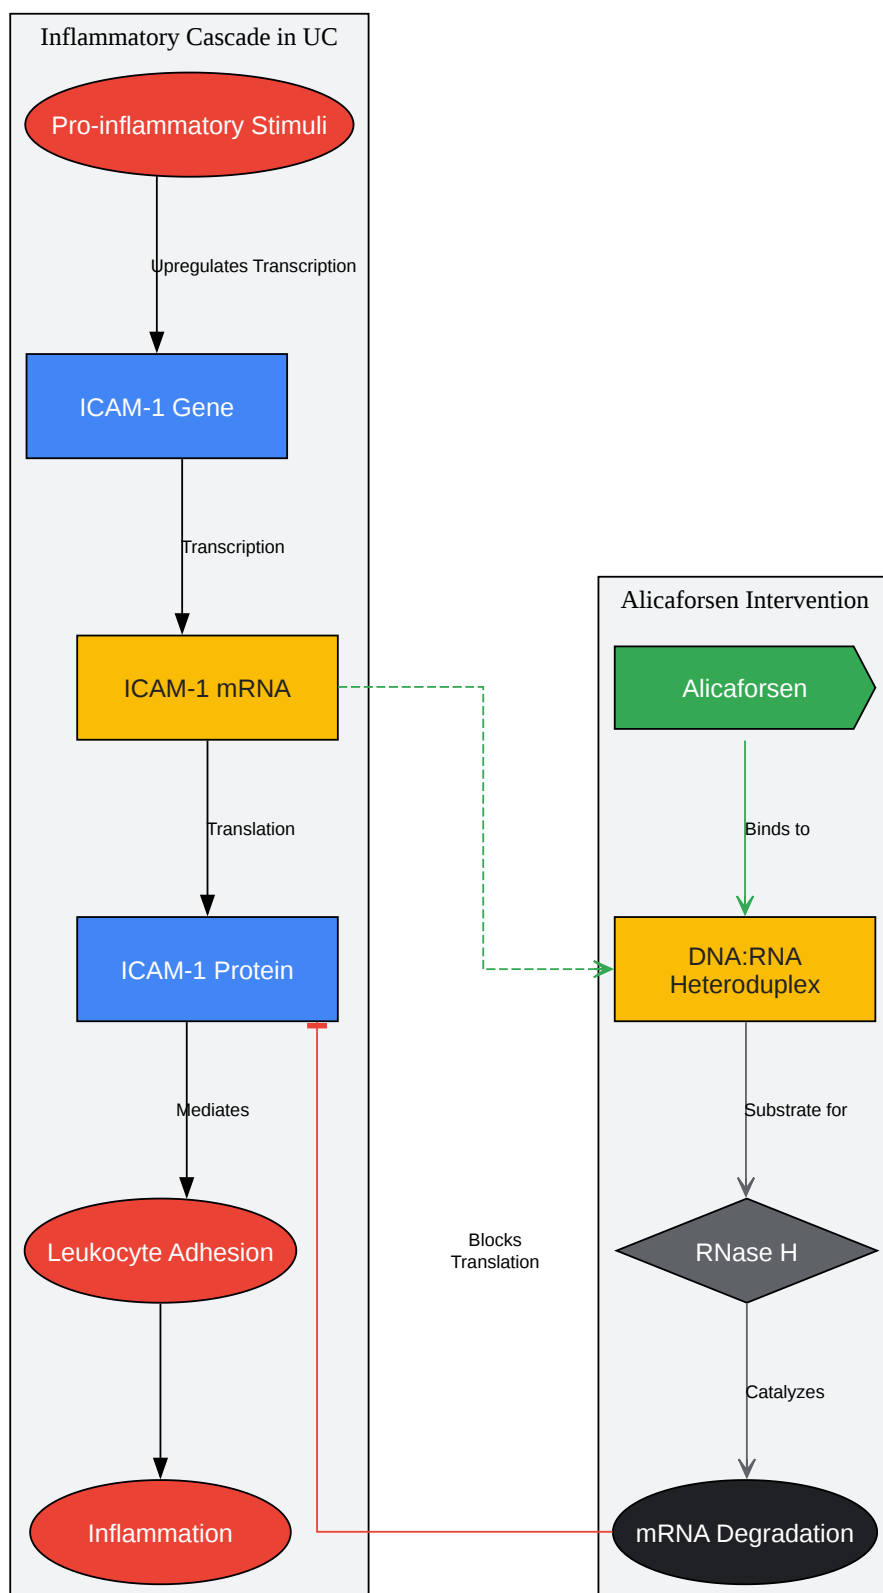 Inflammatory Cascade in UC
Pro-inflammatory Stimuli
Upregulates Transcription
ICAM-1 Gene
Transcription
ICAM-1 mRNA
Translation
ICAM-1 Protein
Mediates
Leukocyte Adhesion
Inflammation
Blocks
Translation
Alicaforsen Intervention
Alicaforsen
Binds to
DNA:RNA
Heteroduplex
Substrate for
RNase H
Catalyzes
mRNA Degradation